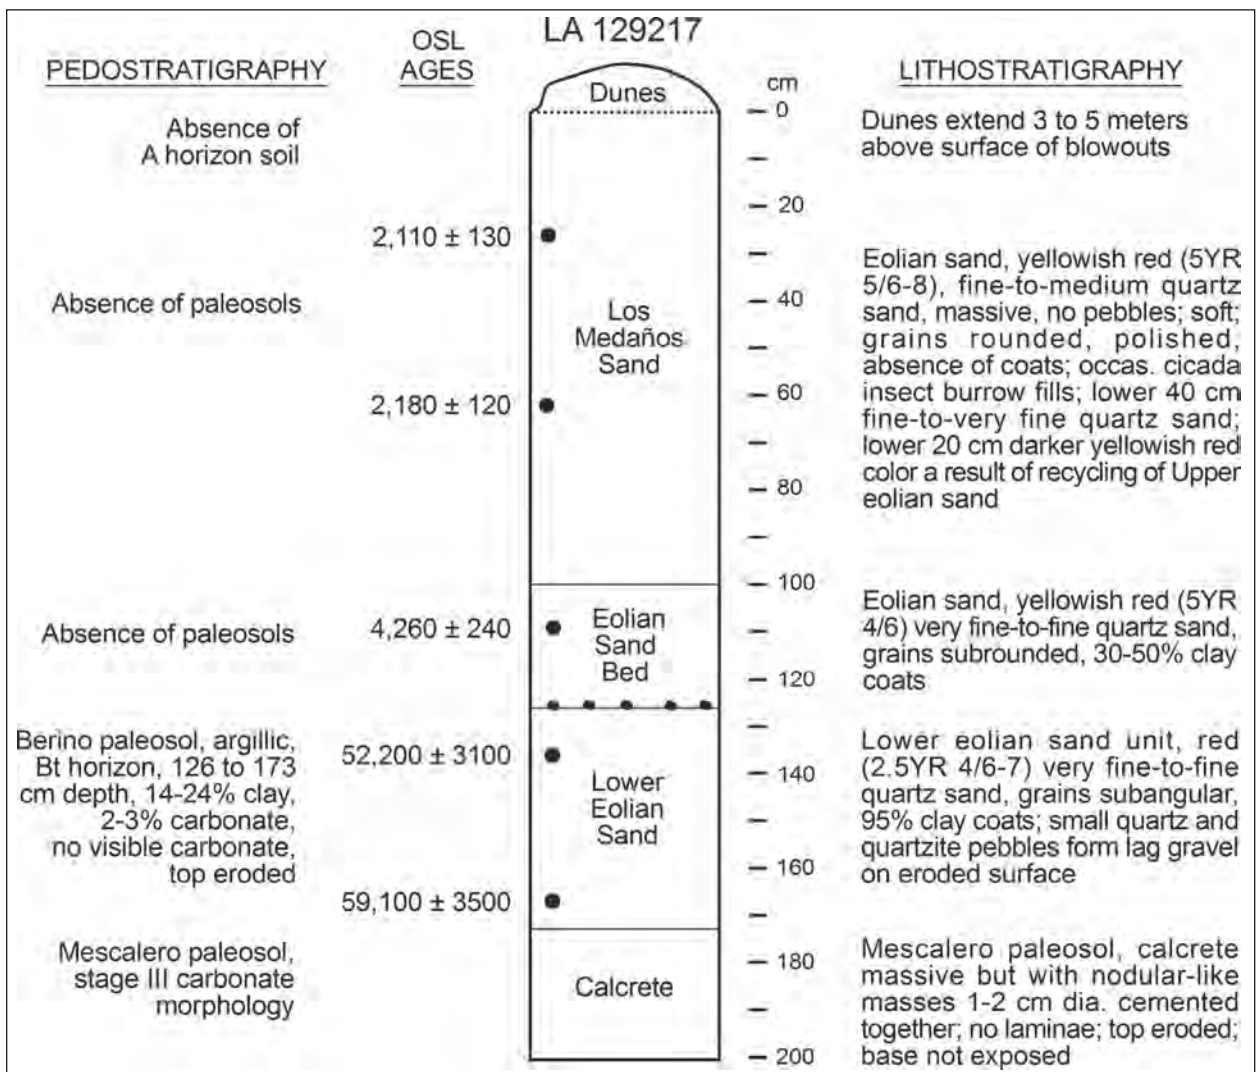 LA 129217
PEDOSTRATIGRAPHY
OSL
AGES
LITHOSTRATIGRAPHY
cm
Dunes
0
Absence of
A horizon soil
Dunes extend 3 to 5 meters
above surface of blowouts
20
2,110 ± 130
Absence of paleosols
40
Los
Medaños
Sand
Eolian sand, yellowish red (5YR
5/6-8), fine-to-medium quartz
sand, massive, no pebbles; soft;
grains rounded, polished,
absence of coats; occas. cicada
insect burrow fills; lower 40 cm
fine-to-very fine quartz sand;
lower 20 cm darker yellowish red
color a result of recycling of Upper
eolian sand
60
2,180 ± 120
80
100
Absence of paleosols
4,260 ± 240
Eolian
Sand
Bed
Eolian sand, yellowish red (5YR
4/6) very fine-to-fine quartz sand,
grains subrounded, 30-50% clay
coats
120
Berino paleosol, argillic,
Bt horizon, 126 to 173
cm depth, 14-24% clay,
2-3% carbonate,
no visible carbonate,
top eroded
52,200 ± 3100
59,100 ± 3500
Lower
Eolian
Sand
140
160
Lower eolian sand unit, red
(2.5YR 4/6-7) very fine-to-fine
quartz sand, grains subangular,
95% clay coats; small quartz and
quartzite pebbles form lag gravel
on eroded surface
Mescalero paleosol,
stage III carbonate
morphology
Calcrete
180
200
Mescalero paleosol, calcrete
massive but with nodular-like
masses 1-2 cm dia. cemented
together; no laminae; top eroded;
base not exposed